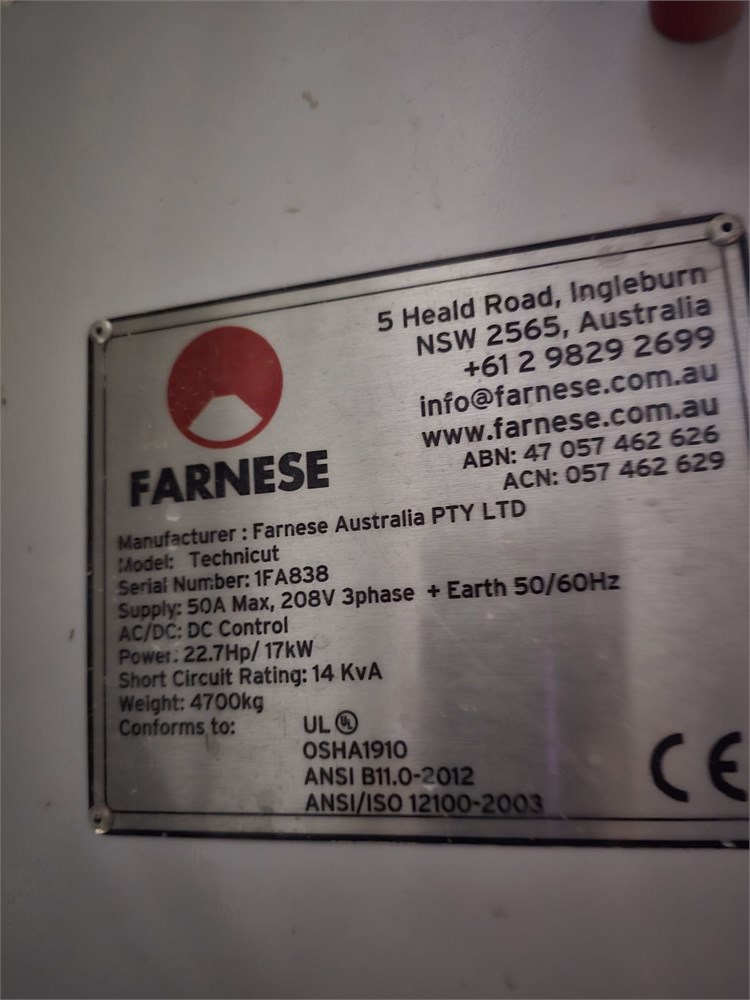 5 Heald Road, Ingleburn
NSW 2565, Australia
+61 2 9829 2699
info@farnese.com.au
www.farnese.com.au
ABN: 47 057 462 626
ACN: 057 462 629
FARNESE
Manufacturer : Farnese Australia PTY LTD
Model: Technicut
Serial Number: 1FA838
Supply: 50A Max, 208V 3phase + Earth 50/60Hz
AC/DC: DC Control
Power: 22.7Hp/ 17kW
Short Circuit Rating: 14 KvA
Weight: 4700kg
Conforms to: UL UL
OSHA1910
ANSI B11.0-2012
ANSI/ISO 12100-2003
CE